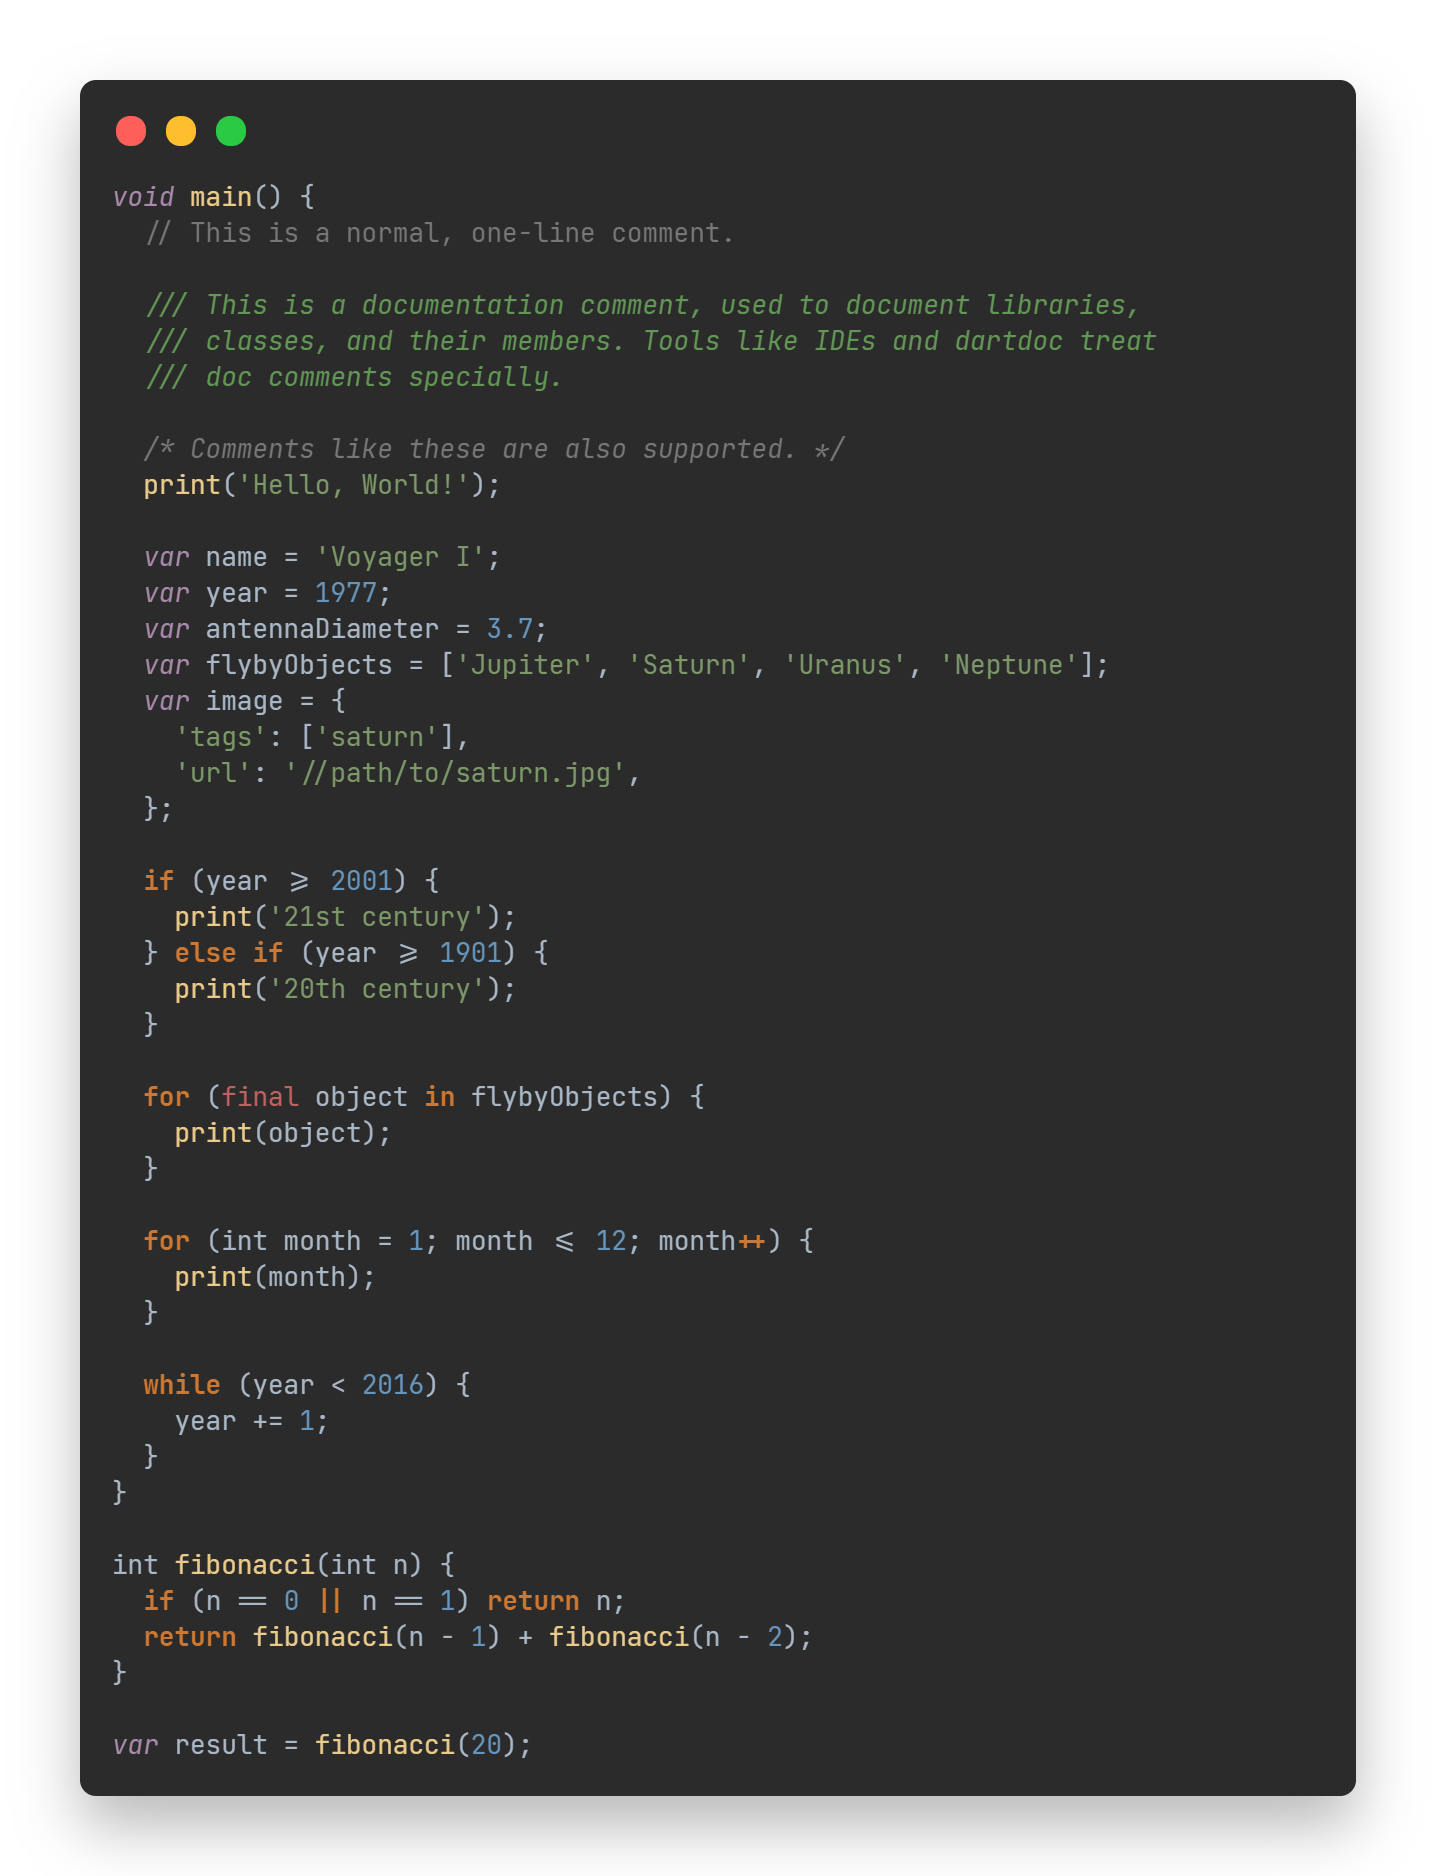 void main() {
  // This is a normal, one-line comment.

  /// This is a documentation comment, used to document libraries,
  /// classes, and their members. Tools like IDEs and dartdoc treat
  /// doc comments specially.

  /* Comments like these are also supported. */
  print('Hello, World!');

  var name = 'Voyager I';
  var year = 1977;
  var antennaDiameter = 3.7;
  var flybyObjects = ['Jupiter', 'Saturn', 'Uranus', 'Neptune'];
  var image = {
    'tags': ['saturn'],
    'url': '//path/to/saturn.jpg',
  };

  if (year >= 2001) {
    print('21st century');
  } else if (year >= 1901) {
    print('20th century');
  }

  for (final object in flybyObjects) {
    print(object);
  }

  for (int month = 1; month <= 12; month++) {
    print(month);
  }

  while (year < 2016) {
    year += 1;
  }
}

int fibonacci(int n) {
  if (n == 0 || n == 1) return n;
  return fibonacci(n - 1) + fibonacci(n - 2);
}

var result = fibonacci(20);